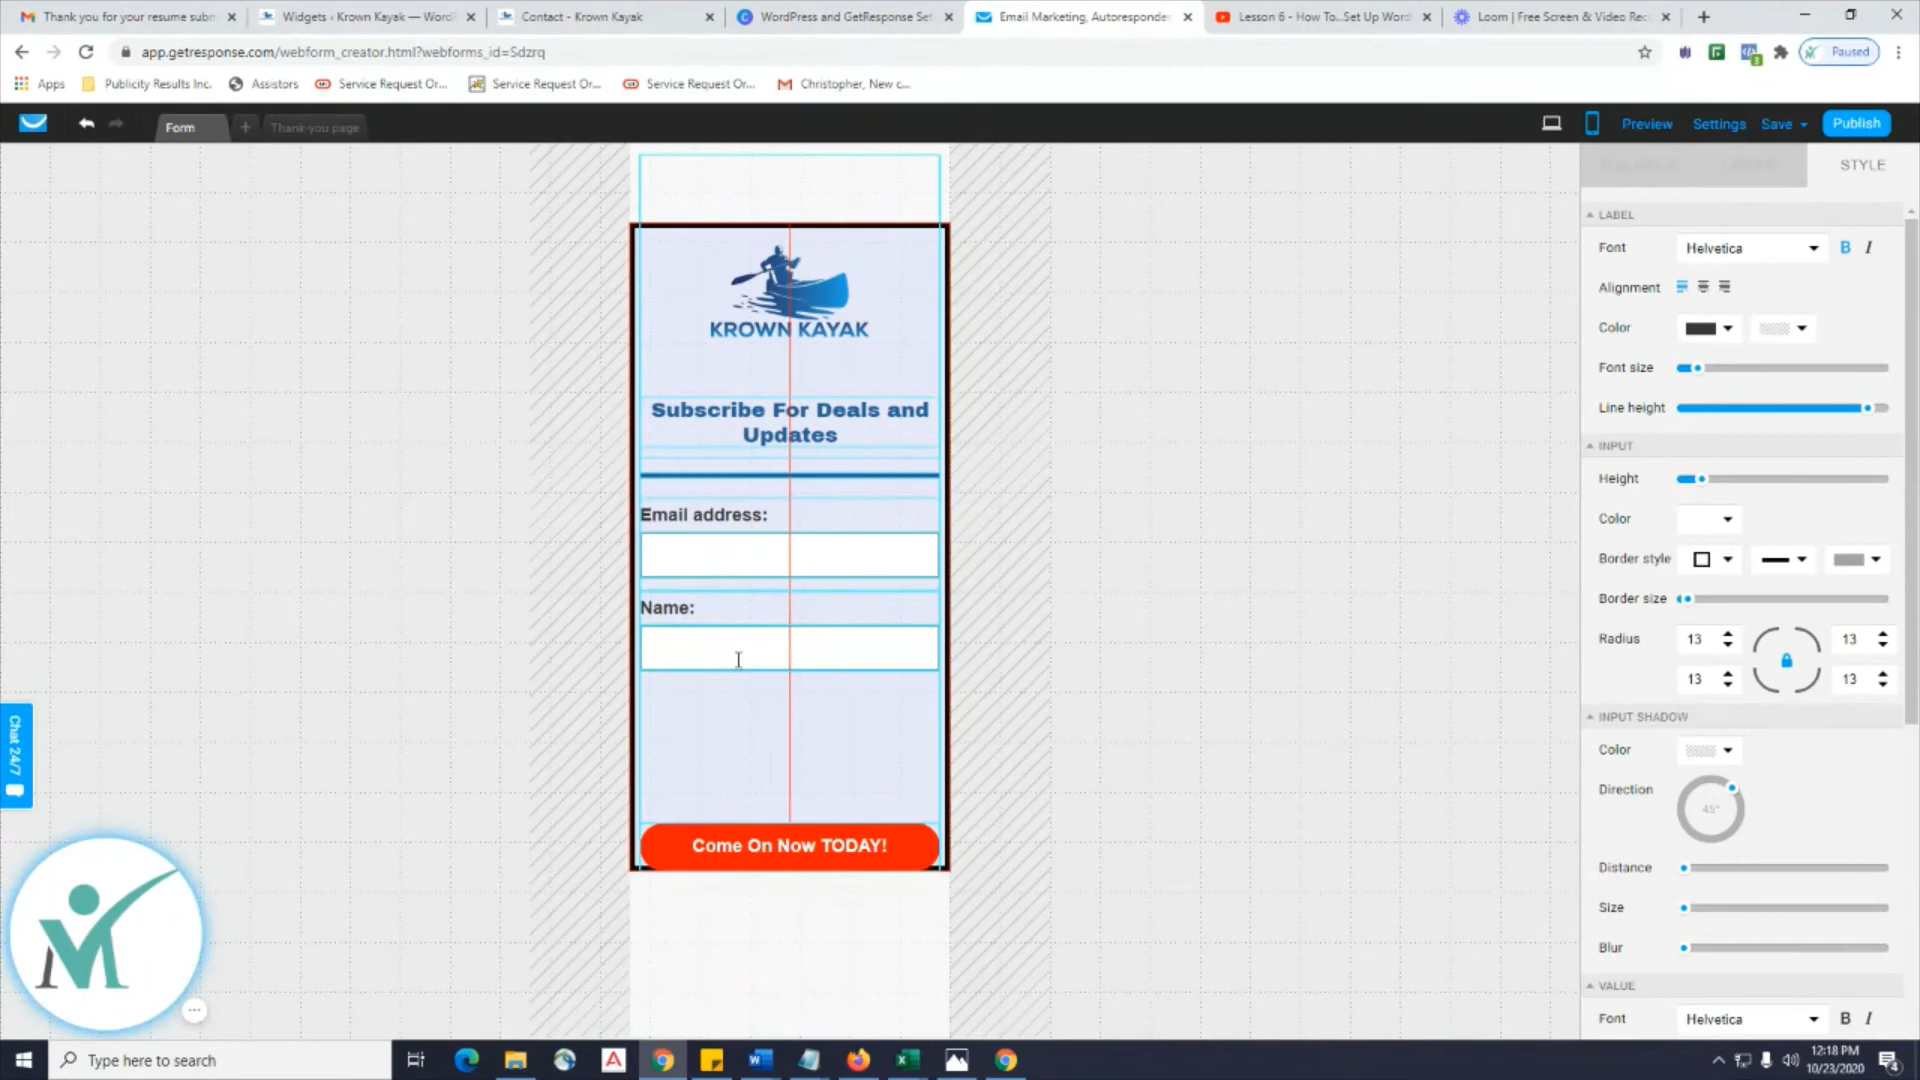 Thank you for your resume subm
Widgets ‹ Krown Kayak — Word
Contact - Krown Kayak
WordPress and GetResponse Set
Email Marketing, Autoresponder
Lesson 6 - How To...Set Up Word
Loom | Free Screen & Video Rec
app.getresponse.com/webform_creator.html?webforms_id=Sdzrq
Paused
Apps
Publicity Results Inc.
Assistors
Service Request Or...
Service Request Or...
Service Request Or...
Christopher, New c...
Form
Thank-you page
Preview
Settings
Save
Publish
STYLE
LABEL
Font
Helvetica
B
I
Alignment
Color
Font size
Line height
INPUT
Height
Color
Border style
Border size
Radius
13
13
13
13
INPUT SHADOW
Color
Direction
45°
Distance
Size
Blur
VALUE
Font
Helvetica
B
I
KROWN KAYAK
Subscribe For Deals and
Updates
Email address:
Name:
Come On Now TODAY!
Chat 24/7
Type here to search
12:18 PM
10/23/2020
4